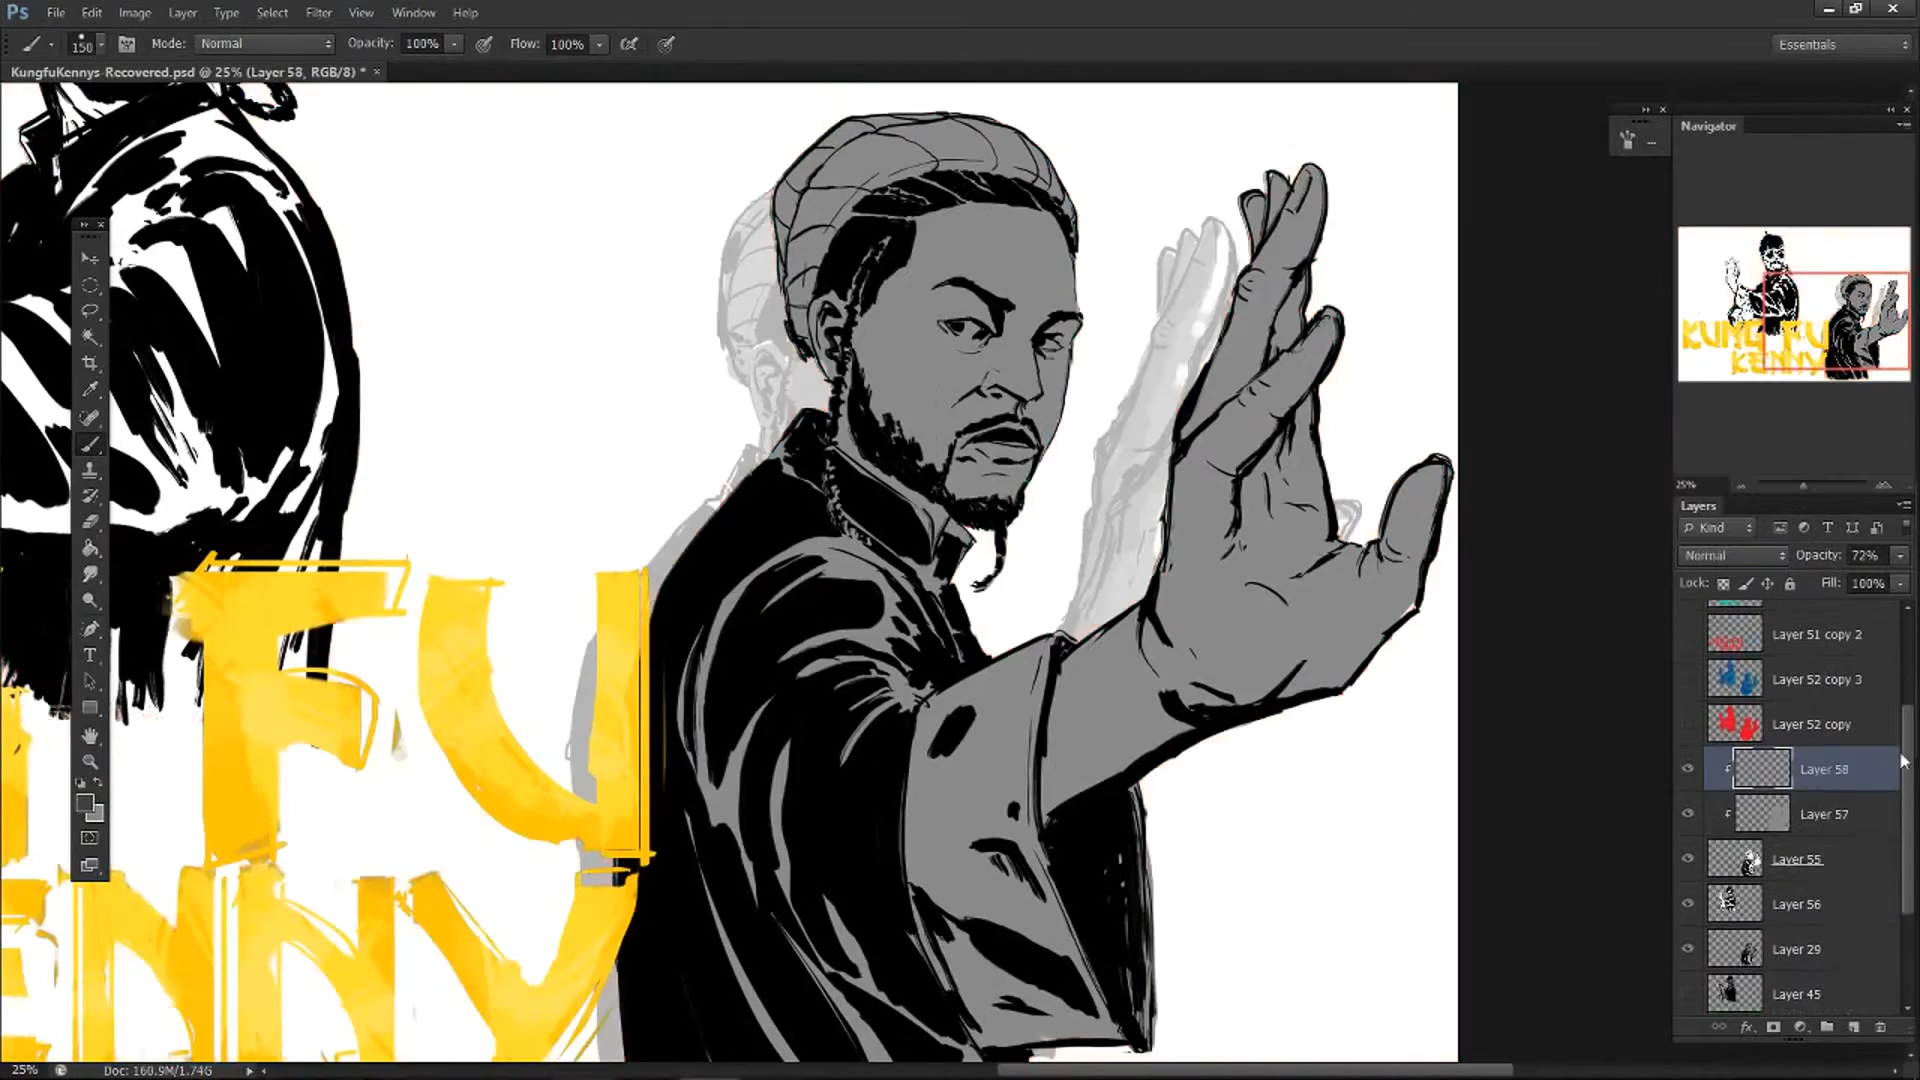 Ps File Edit Image Layer Type Select Filter View Window Help
150 Mode: Normal Opacity: 100% Flow: 100% Essentials
KungfuKennys-Recovered.psd @ 25% (Layer 58, RGB/8) * ×
Navigator
KUNG FU
KENNY
25%
Layers
Kind
Normal Opacity: 72%
Lock: Fill: 100%
Layer 51 copy 2
Layer 52 copy 3
Layer 52 copy
Layer 58
Layer 57
Layer 55
Layer 56
Layer 29
Layer 45
FU
ENNY
25% Doc: 160.9M/1.74G